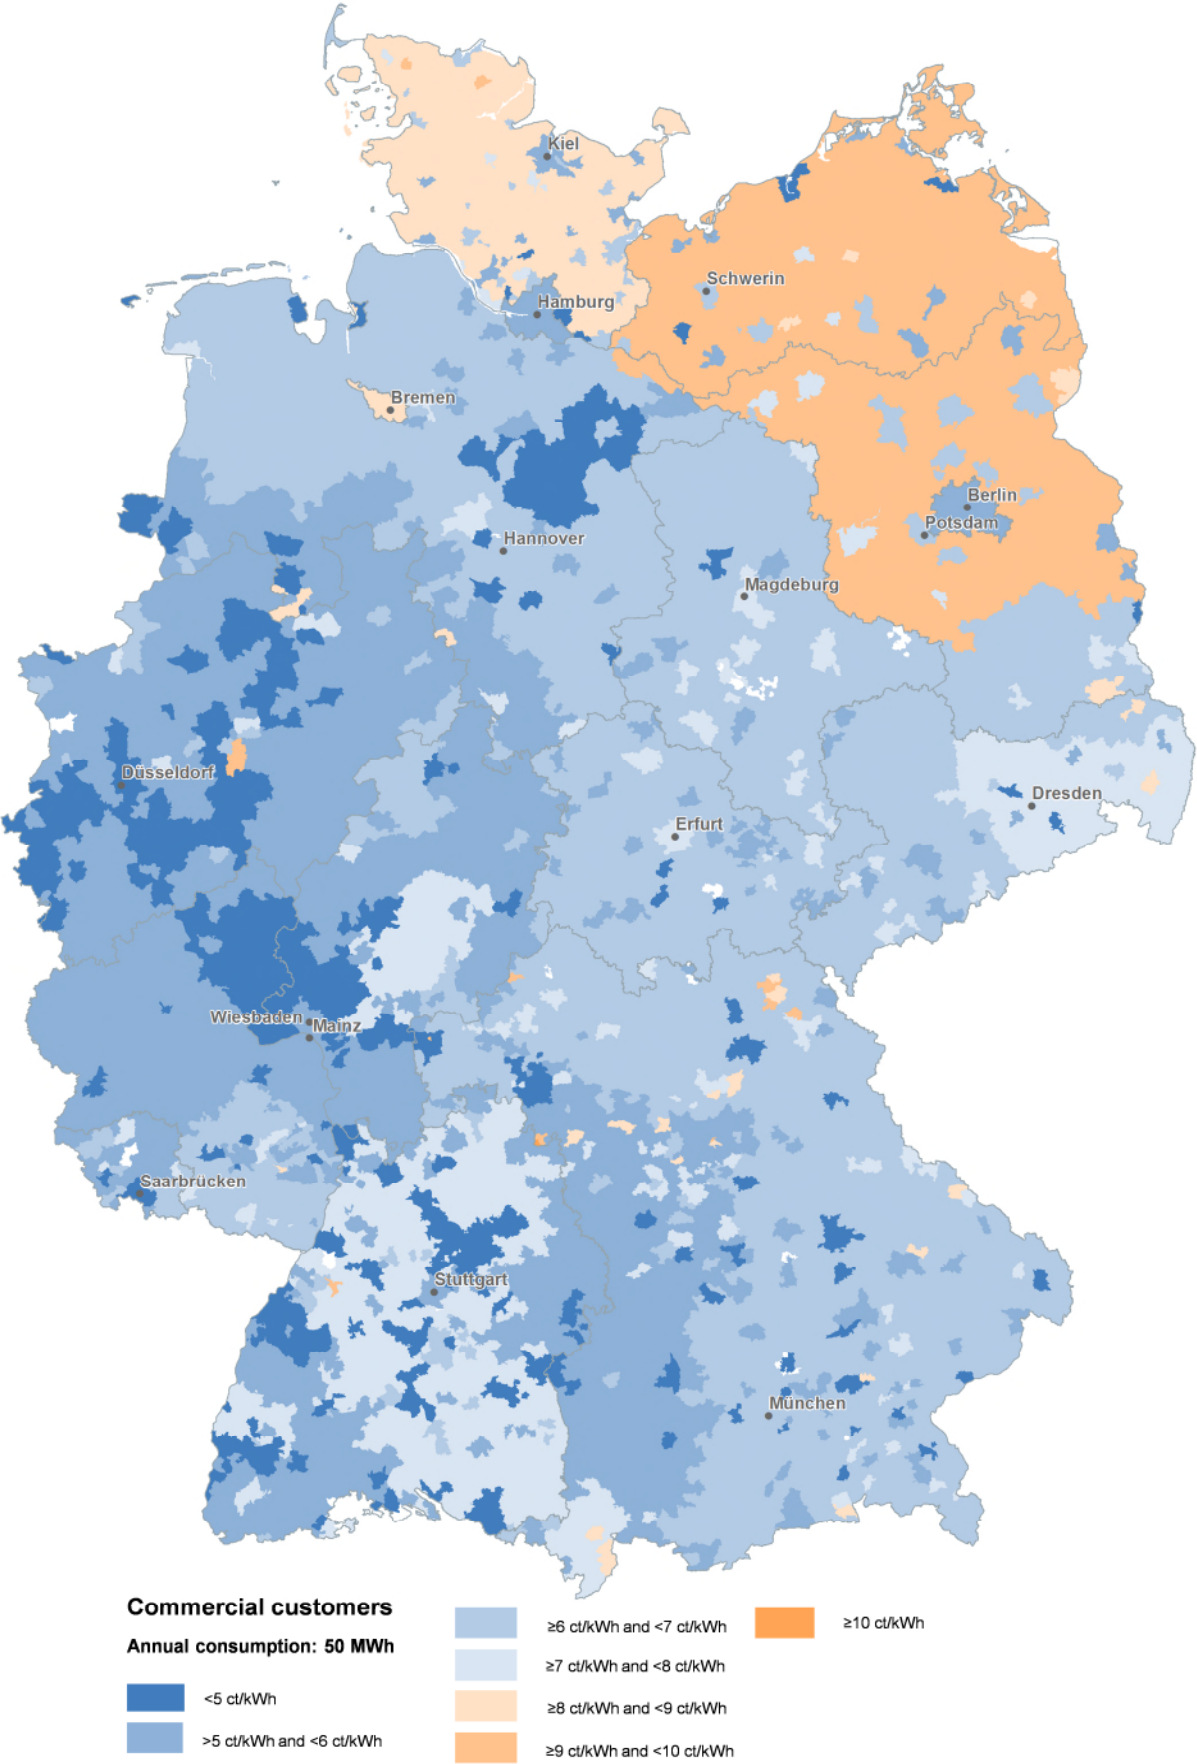 Kiel
Schwerin
Hamburg
Bremen
Berlin
Potsdam
Hannover
Magdeburg
Düsseldorf
Dresden
Erfurt
Wiesbaden
Mainz
Saarbrücken
Stuttgart
München
Commercial customers
Annual consumption: 50 MWh
<5 ct/kWh
>5 ct/kWh and <6 ct/kWh
≥6 ct/kWh and <7 ct/kWh
≥7 ct/kWh and <8 ct/kWh
≥8 ct/kWh and <9 ct/kWh
≥9 ct/kWh and <10 ct/kWh
≥10 ct/kWh